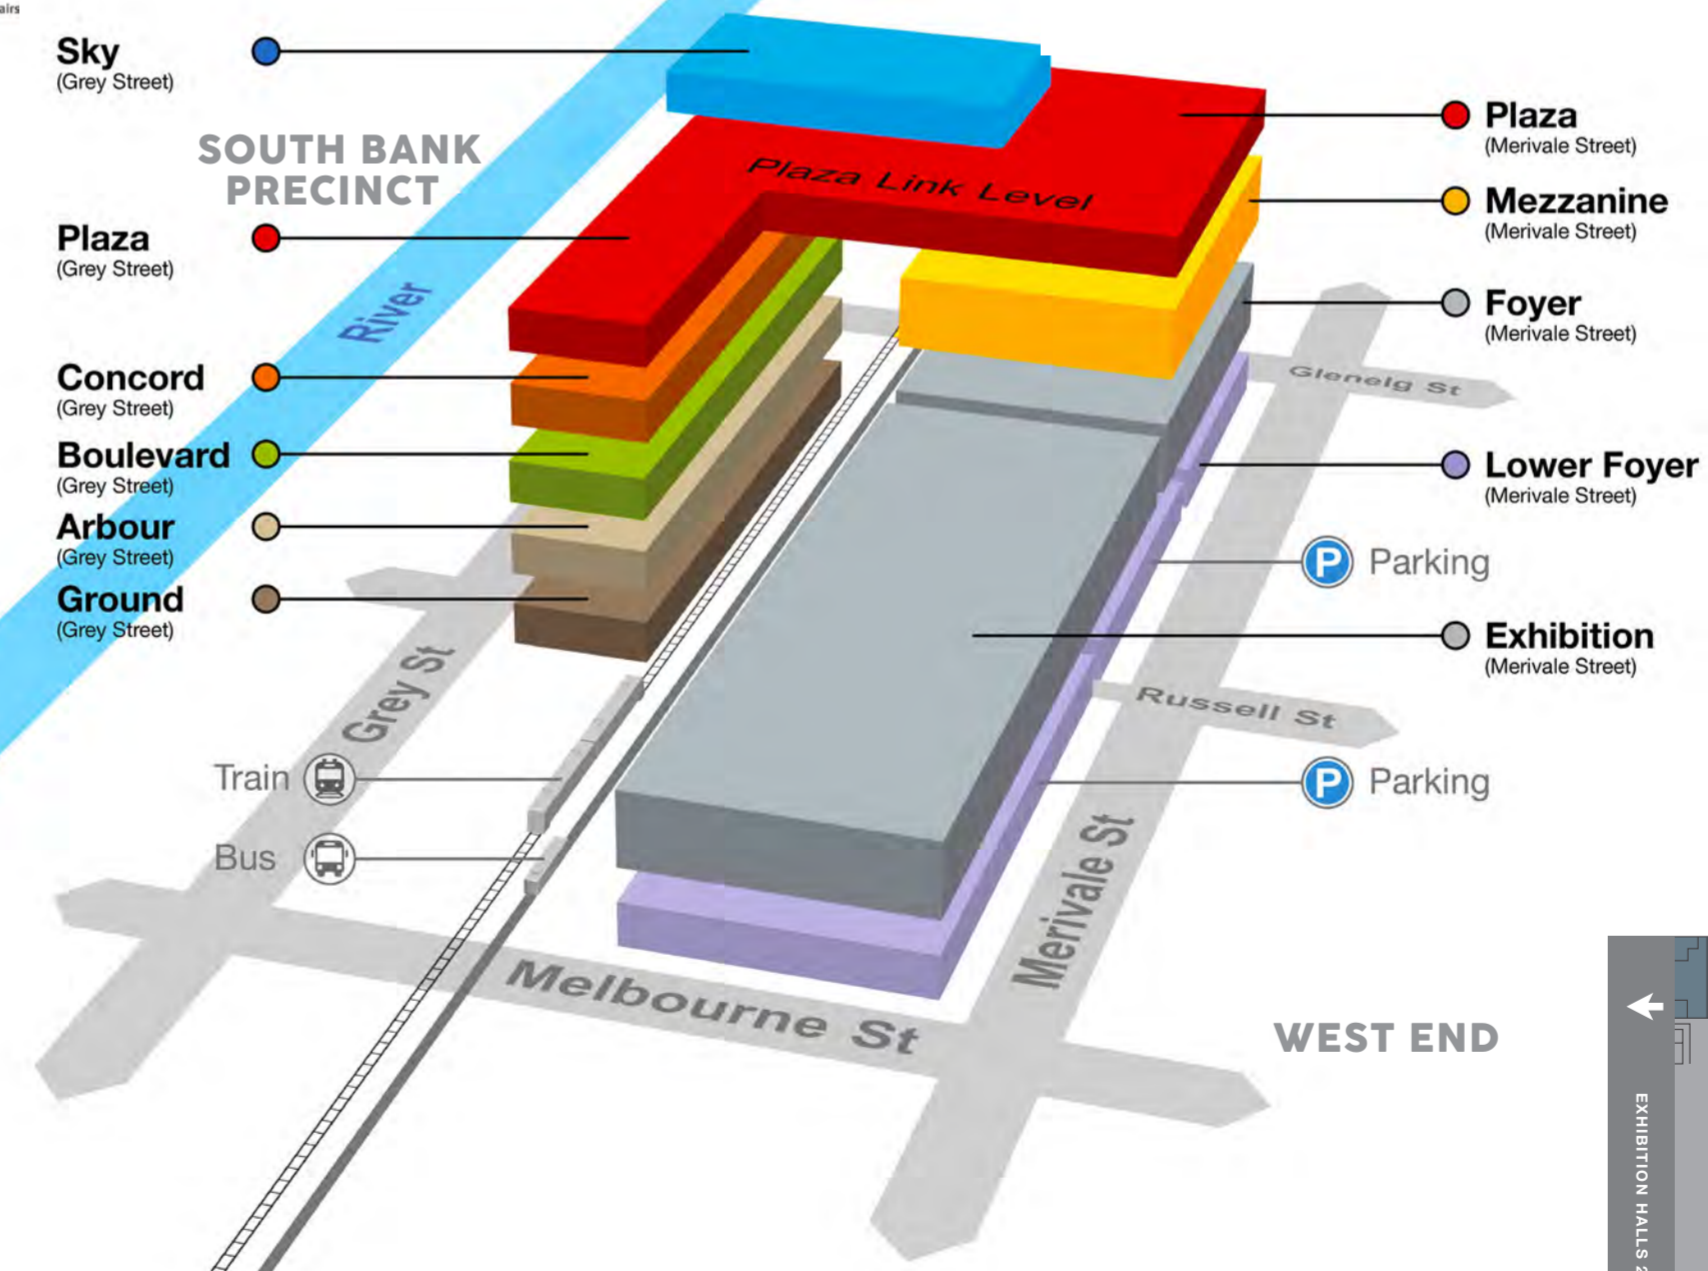 airs
Sky
(Grey Street)
SOUTH BANK
PRECINCT
Plaza
(Grey Street)
River
Concord
(Grey Street)
Boulevard
(Grey Street)
Arbour
(Grey Street)
Ground
(Grey Street)
Grey St
Train
Bus
Plaza Link Level
Plaza
(Merivale Street)
Mezzanine
(Merivale Street)
Foyer
(Merivale Street)
Glenelg St
Lower Foyer
(Merivale Street)
P Parking
Exhibition
(Merivale Street)
Russell St
P Parking
Merivale St
Melbourne St
WEST END
EXHIBITION HALLS 2